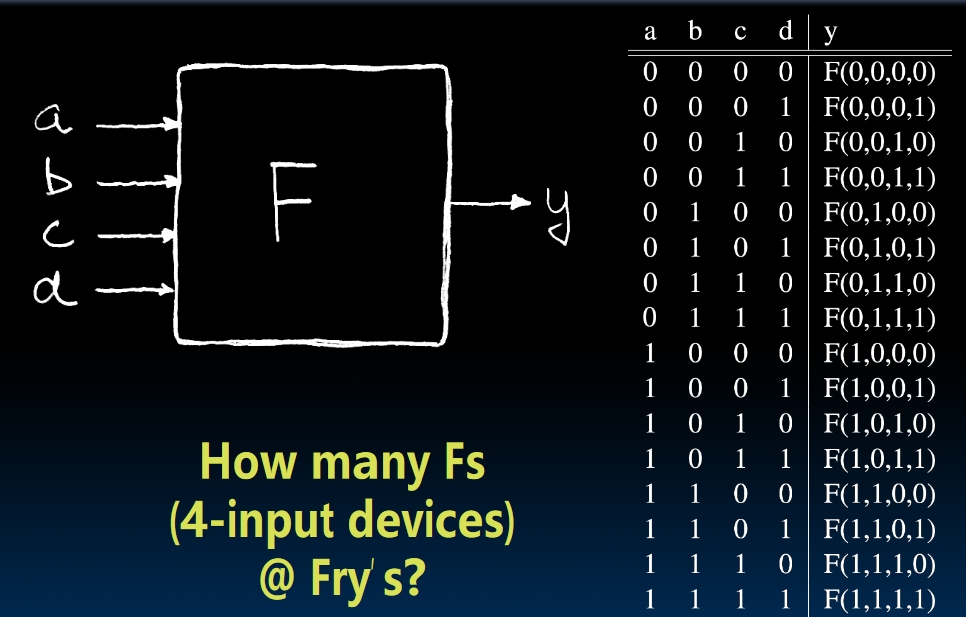 a
b
c
d
F
y
How many Fs
(4-input devices)
@ Fry's?
a b c d y
0 0 0 0 F(0,0,0,0)
0 0 0 1 F(0,0,0,1)
0 0 1 0 F(0,0,1,0)
0 0 1 1 F(0,0,1,1)
0 1 0 0 F(0,1,0,0)
0 1 0 1 F(0,1,0,1)
0 1 1 0 F(0,1,1,0)
0 1 1 1 F(0,1,1,1)
1 0 0 0 F(1,0,0,0)
1 0 0 1 F(1,0,0,1)
1 0 1 0 F(1,0,1,0)
1 0 1 1 F(1,0,1,1)
1 1 0 0 F(1,1,0,0)
1 1 0 1 F(1,1,0,1)
1 1 1 0 F(1,1,1,0)
1 1 1 1 F(1,1,1,1)